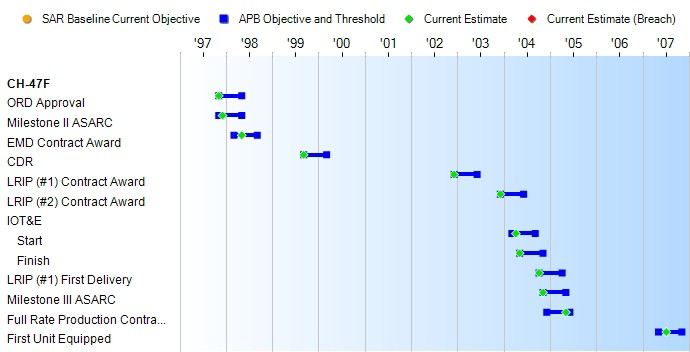 SAR Baseline Current Objective APB Objective and Threshold Current Estimate Current Estimate (Breach)
'97 '98 '99 '00 '01 '02 '03 '04 '05 '06 '07
CH-47F
ORD Approval
Milestone II ASARC
EMD Contract Award
CDR
LRIP (#1) Contract Award
LRIP (#2) Contract Award
IOT&E
Start
Finish
LRIP (#1) First Delivery
Milestone III ASARC
Full Rate Production Contra...
First Unit Equipped